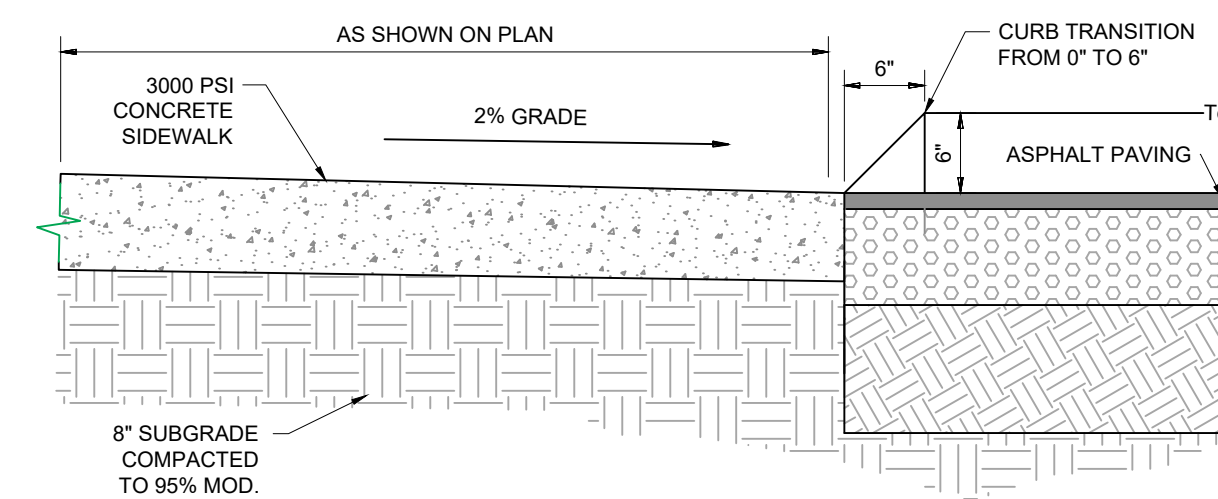 AS SHOWN ON PLAN
CURB TRANSITION
FROM 0" TO 6"
6"
3000 PSI
CONCRETE
SIDEWALK
2% GRADE
6"
ASPHALT PAVING
8" SUBGRADE
COMPACTED
TO 95% MOD.